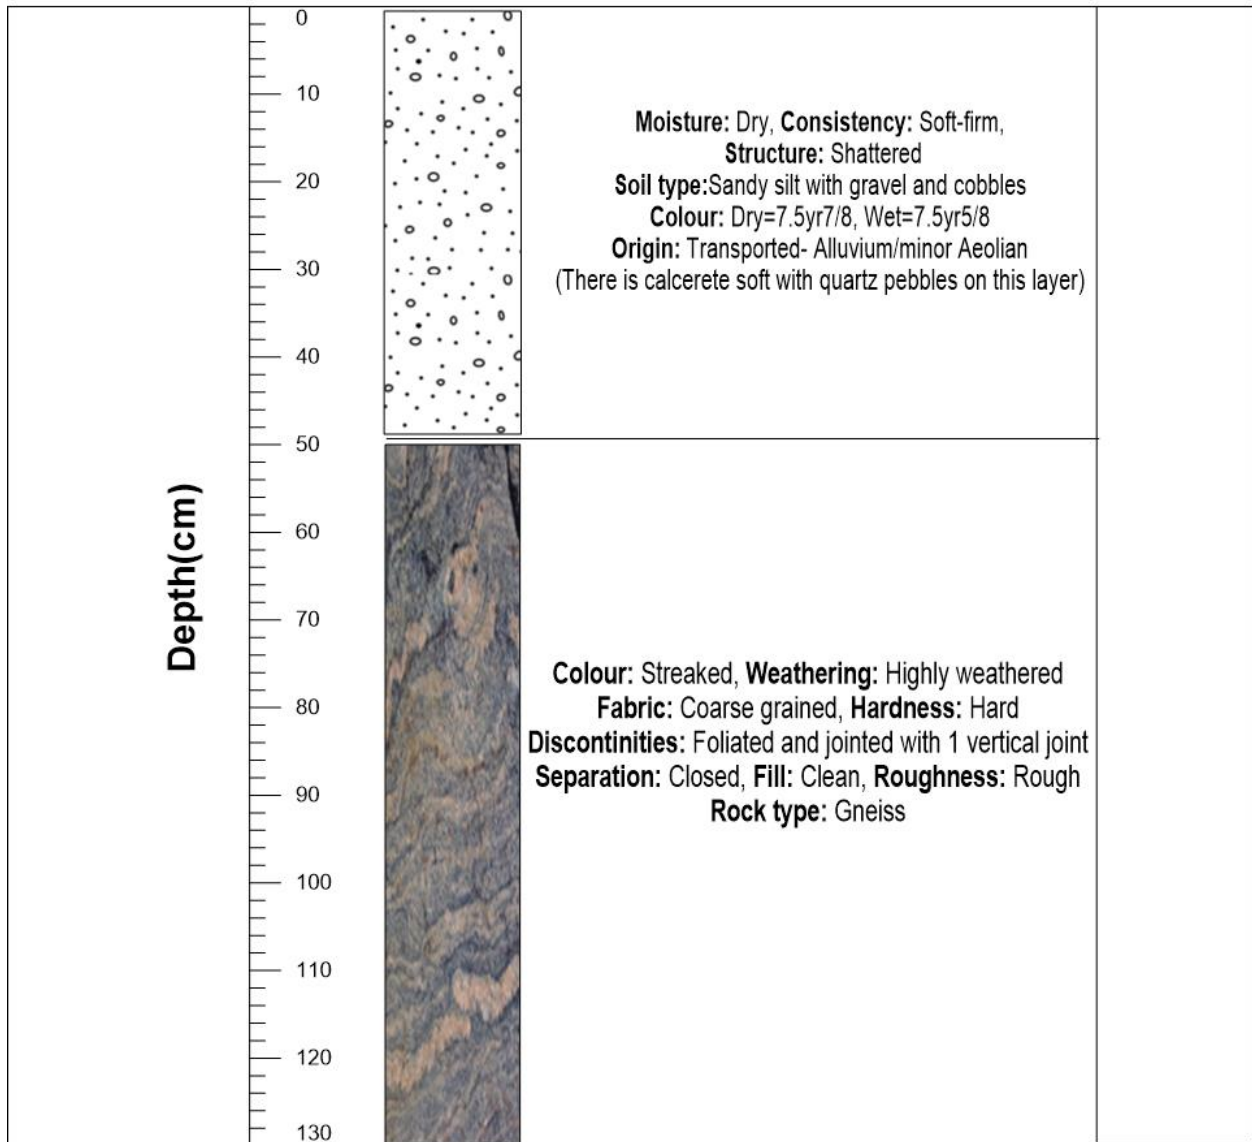 0
10
20
30
40
50
60
70
80
90
100
110
120
130
Depth(cm)
Moisture: Dry, Consistency: Soft-firm,
Structure: Shattered
Soil type:Sandy silt with gravel and cobbles
Colour: Dry=7.5yr7/8, Wet=7.5yr5/8
Origin: Transported- Alluvium/minor Aeolian
(There is calcerete soft with quartz pebbles on this layer)
Colour: Streaked, Weathering: Highly weathered
Fabric: Coarse grained, Hardness: Hard
Discontinities: Foliated and jointed with 1 vertical joint
Separation: Closed, Fill: Clean, Roughness: Rough
Rock type: Gneiss